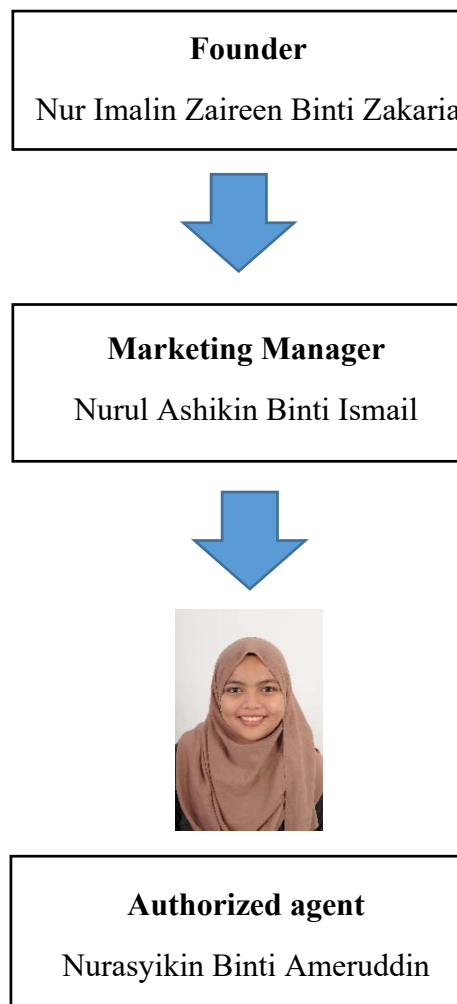 Founder
Nur Imalin Zaireen Binti Zakaria
Marketing Manager
Nurul Ashikin Binti Ismail
Authorized agent
Nurasyikin Binti Ameruddin